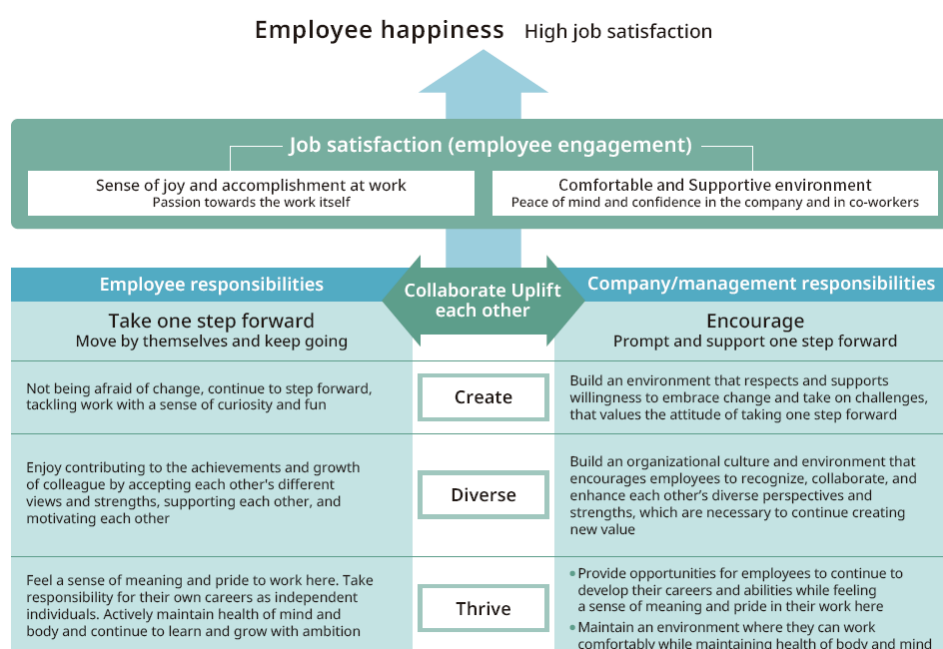 Employee happiness High job satisfaction
Job satisfaction (employee engagement)
Sense of joy and accomplishment at work
Passion towards the work itself
Comfortable and Supportive environment
Peace of mind and confidence in the company and in co-workers
Employee responsibilities
Collaborate Uplift
each other
Company/management responsibilities
Take one step forward
Move by themselves and keep going
Encourage
Prompt and support one step forward
Not being afraid of change, continue to step forward,
tackling work with a sense of curiosity and fun
Create
Build an environment that respects and supports
willingness to embrace change and take on challenges,
that values the attitude of taking one step forward
Enjoy contributing to the achievements and growth
of colleague by accepting each other's different
views and strengths, supporting each other, and
motivating each other
Diverse
Build an organizational culture and environment that
encourages employees to recognize, collaborate, and
enhance each other's diverse perspectives and
strengths, which are necessary to continue creating
new value
Feel a sense of meaning and pride to work here. Take
responsibility for their own careers as independent
individuals. Actively maintain health of mind and
body and continue to learn and grow with ambition
Thrive
• Provide opportunities for employees to continue to
develop their careers and abilities while feeling
a sense of meaning and pride in their work here
• Maintain an environment where they can work
comfortably while maintaining health of body and mind